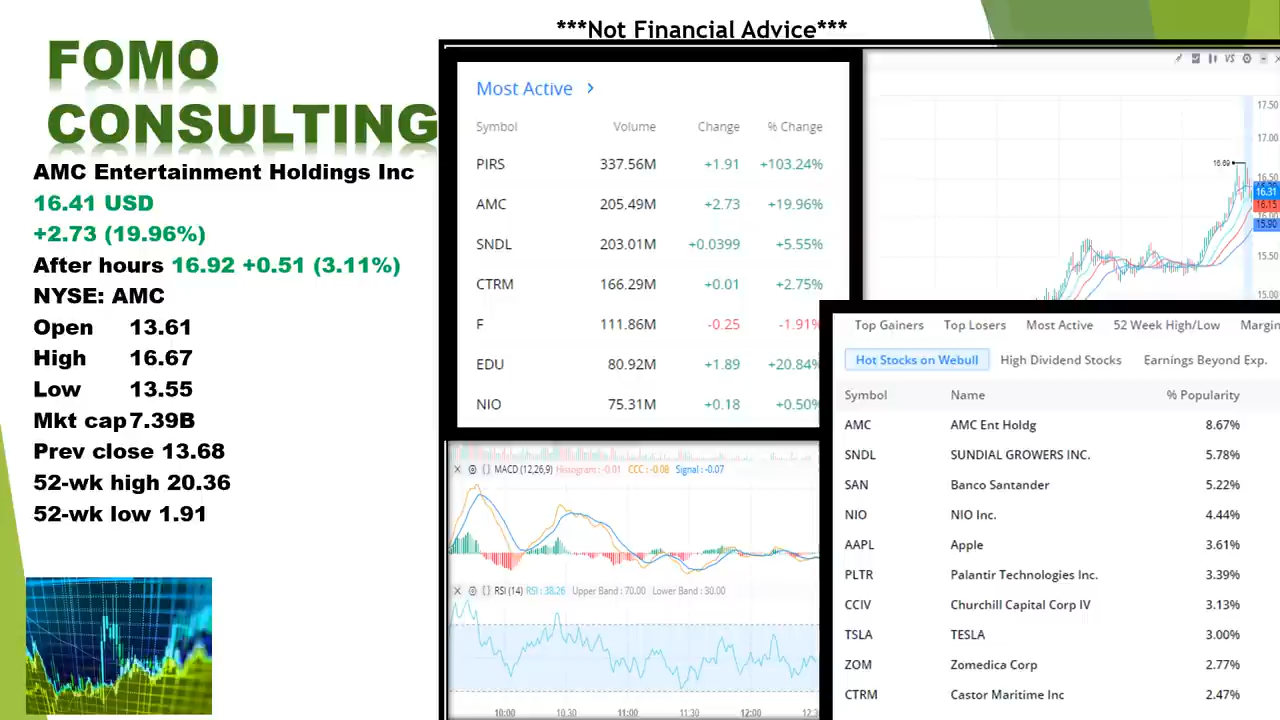 ***Not Financial Advice***
FOMO
CONSULTING
AMC Entertainment Holdings Inc
16.41 USD
+2.73 (19.96%)
After hours 16.92 +0.51 (3.11%)
NYSE: AMC
Open 13.61
High 16.67
Low 13.55
Mkt cap 7.39B
Prev close 13.68
52-wk high 20.36
52-wk low 1.91
Most Active >
Symbol Volume Change % Change
PIRS 337.56M +1.91 +103.24%
AMC 205.49M +2.73 +19.96%
SNDL 203.01M +0.0399 +5.55%
CTRM 166.29M +0.01 +2.75%
F 111.86M -0.25 -1.91%
EDU 80.92M +1.89 +20.84%
NIO 75.31M +0.18 +0.50%
VS
17.50
17.00
16.69
16.50
16.31
16.15
15.90
15.50
15.00
MACD (12,26,9) Histogram : -0.01 CCC : -0.08 Signal : -0.07
RSI (14) RSI : 38.26 Upper Band : 70.00 Lower Band : 30.00
10:00 10:30 11:00 11:30 12:00
Top Gainers Top Losers Most Active 52 Week High/Low Margin
Hot Stocks on Webull High Dividend Stocks Earnings Beyond Exp.
Symbol Name % Popularity
AMC AMC Ent Holdg 8.67%
SNDL SUNDIAL GROWERS INC. 5.78%
SAN Banco Santander 5.22%
NIO NIO Inc. 4.44%
AAPL Apple 3.61%
PLTR Palantir Technologies Inc. 3.39%
CCIV Churchill Capital Corp IV 3.13%
TSLA TESLA 3.00%
ZOM Zomedica Corp 2.77%
CTRM Castor Maritime Inc 2.47%